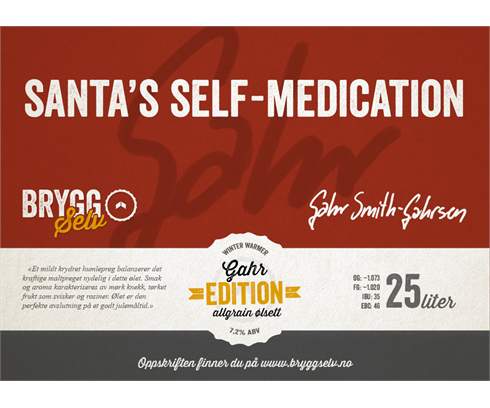 SANTA'S SELF-MEDICATION
Gahr
BRYGG
Selv
Gahr Smith-Gahrsen
«Et mildt krydret humlepreg balanserer det
kraftige maltpreget nydelig i dette ølet. Smak
og aroma karakteriseres av mørk knekk, tørket
frukt som svisker og rosiner. Ølet er den
perfekte avslutning på et godt julemåltid.»
WINTER WARMER
Gahr
EDITION
allgrain ølsett
7,2% ABV
OG: ~1.073
FG: ~1.020
IBU: 35
EBC: 46
25 liter
Oppskriften finner du på www.bryggselv.no